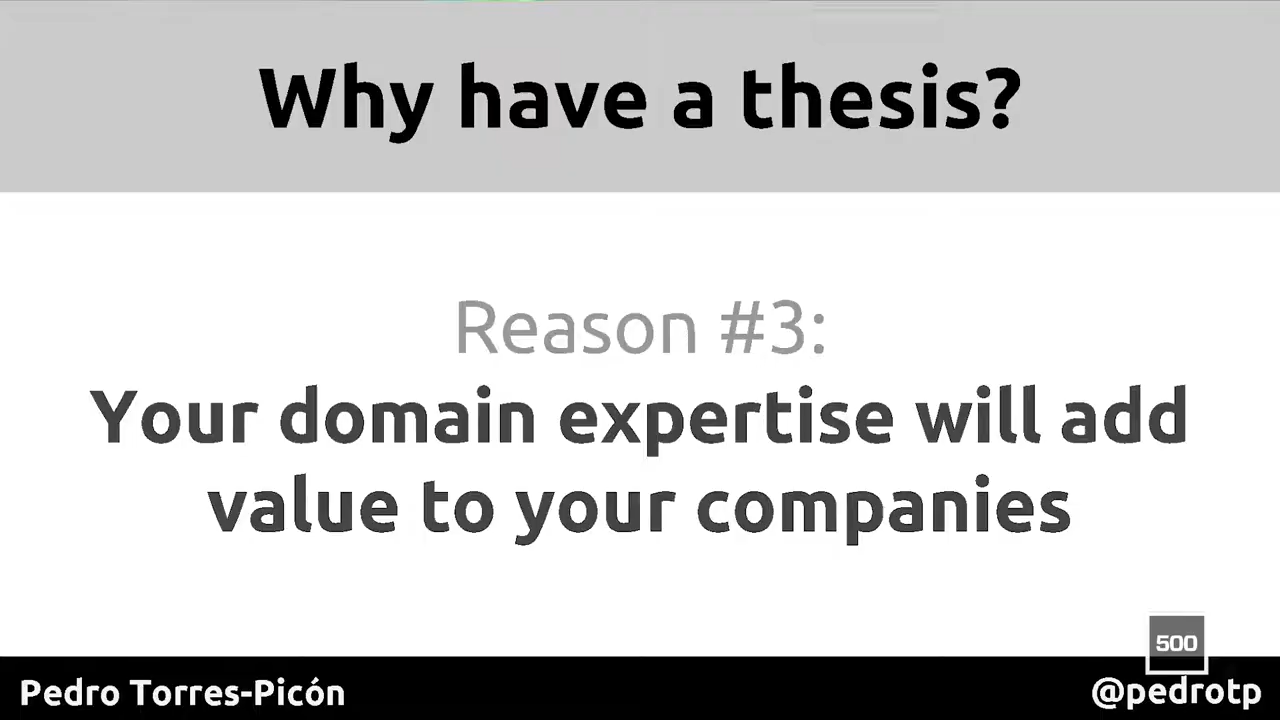 Why have a thesis?
Reason #3:
Your domain expertise will add
value to your companies
500
Pedro Torres-Picón
@pedrotp